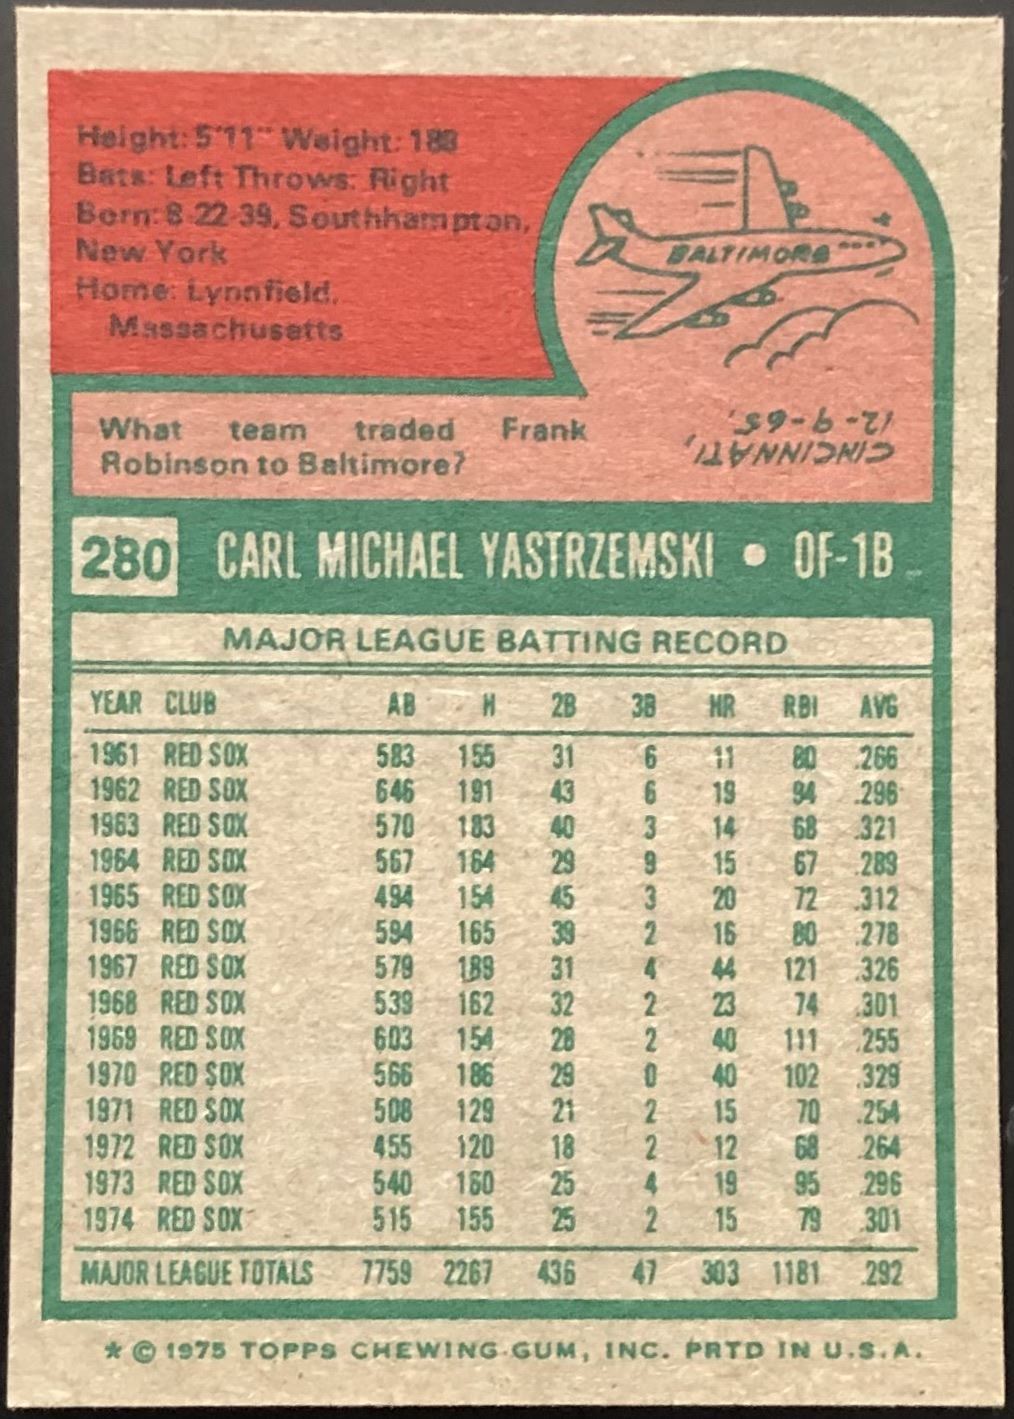 Height: 5'11" Weight: 188
Bats: Left Throws: Right
Born: 8-22-39, Southhampton,
New York
Home: Lynnfield,
Massachusetts
BALTIMORE
What team traded Frank
Robinson to Baltimore?
CINCINNATI,
12-9-65.
280 CARL MICHAEL YASTRZEMSKI • OF-1B
MAJOR LEAGUE BATTING RECORD
YEAR CLUB AB H 2B 3B HR RBI AVG
1961 RED SOX 583 155 31 6 11 80 .266
1962 RED SOX 646 191 43 6 19 94 .296
1963 RED SOX 570 183 40 3 14 68 .321
1964 RED SOX 567 164 29 9 15 67 .289
1965 RED SOX 494 154 45 3 20 72 .312
1966 RED SOX 594 165 39 2 16 80 .278
1967 RED SOX 579 189 31 4 44 121 .326
1968 RED SOX 539 162 32 2 23 74 .301
1969 RED SOX 603 154 28 2 40 111 .255
1970 RED SOX 566 186 29 0 40 102 .329
1971 RED SOX 508 129 21 2 15 70 .254
1972 RED SOX 455 120 18 2 12 68 .264
1973 RED SOX 540 160 25 4 19 95 .296
1974 RED SOX 515 155 25 2 15 79 .301
MAJOR LEAGUE TOTALS 7759 2267 436 47 303 1181 .292
* © 1975 TOPPS CHEWING GUM, INC. PRTD IN U.S.A.